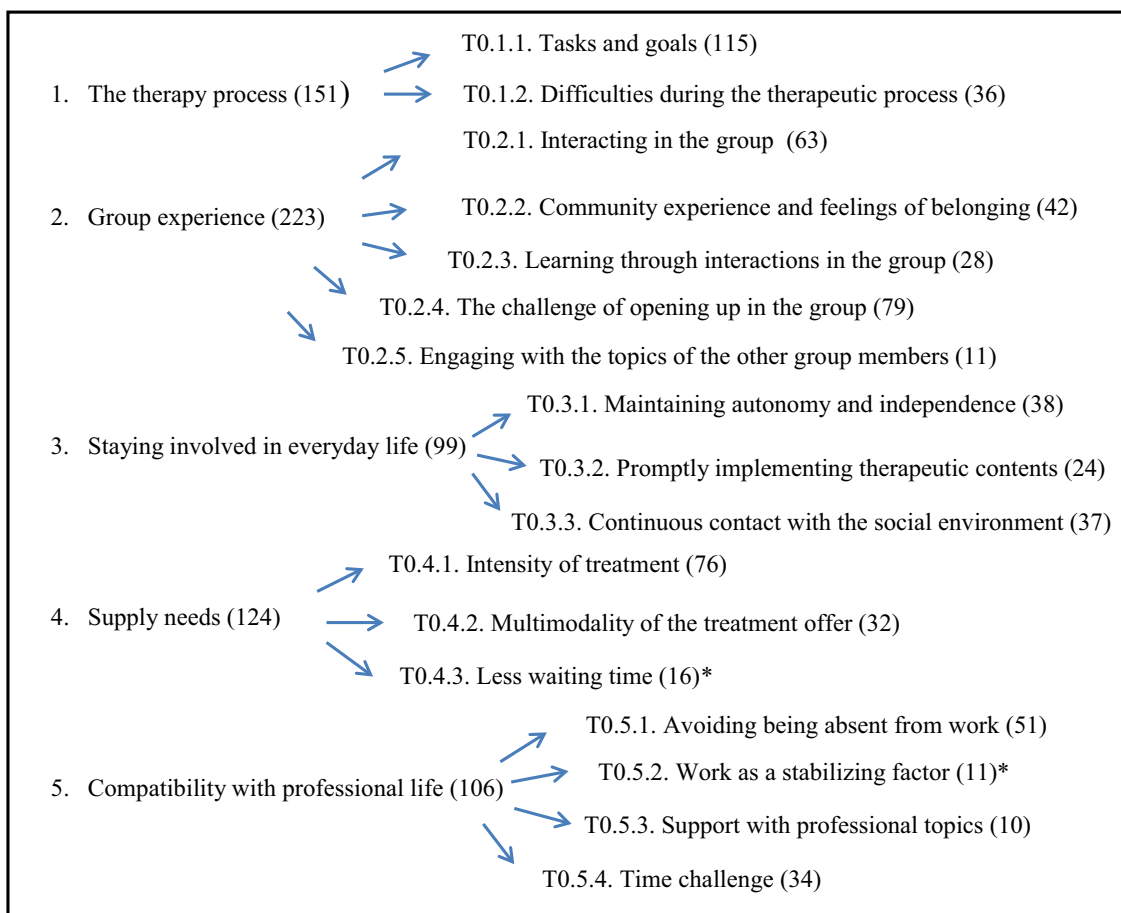 T0.1.1. Tasks and goals (115)
1. The therapy process (151)
T0.1.2. Difficulties during the therapeutic process (36)
T0.2.1. Interacting in the group (63)
2. Group experience (223)
T0.2.2. Community experience and feelings of belonging (42)
T0.2.3. Learning through interactions in the group (28)
T0.2.4. The challenge of opening up in the group (79)
T0.2.5. Engaging with the topics of the other group members (11)
T0.3.1. Maintaining autonomy and independence (38)
3. Staying involved in everyday life (99)
T0.3.2. Promptly implementing therapeutic contents (24)
T0.3.3. Continuous contact with the social environment (37)
T0.4.1. Intensity of treatment (76)
4. Supply needs (124)
T0.4.2. Multimodality of the treatment offer (32)
T0.4.3. Less waiting time (16)*
T0.5.1. Avoiding being absent from work (51)
T0.5.2. Work as a stabilizing factor (11)*
5. Compatibility with professional life (106)
T0.5.3. Support with professional topics (10)
T0.5.4. Time challenge (34)